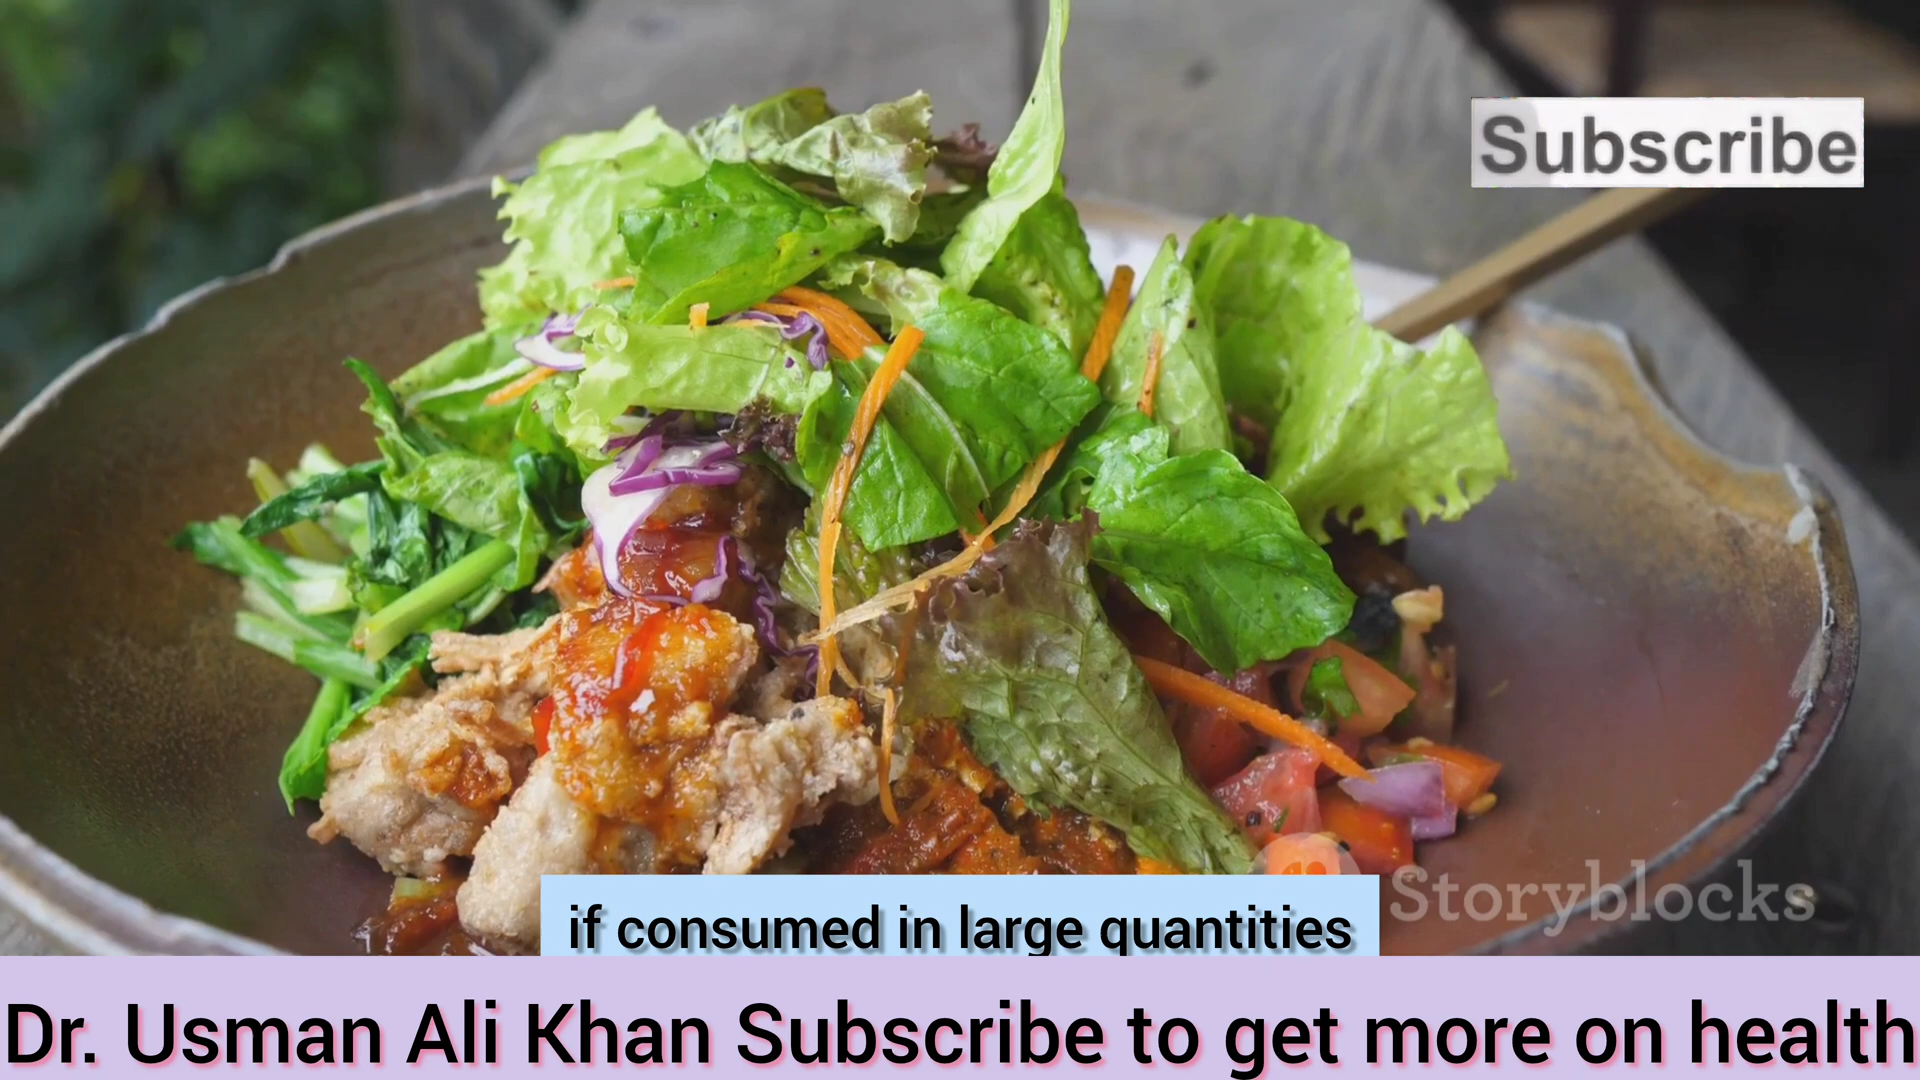 Subscribe
Storyblocks
if consumed in large quantities
Dr. Usman Ali Khan Subscribe to get more on health